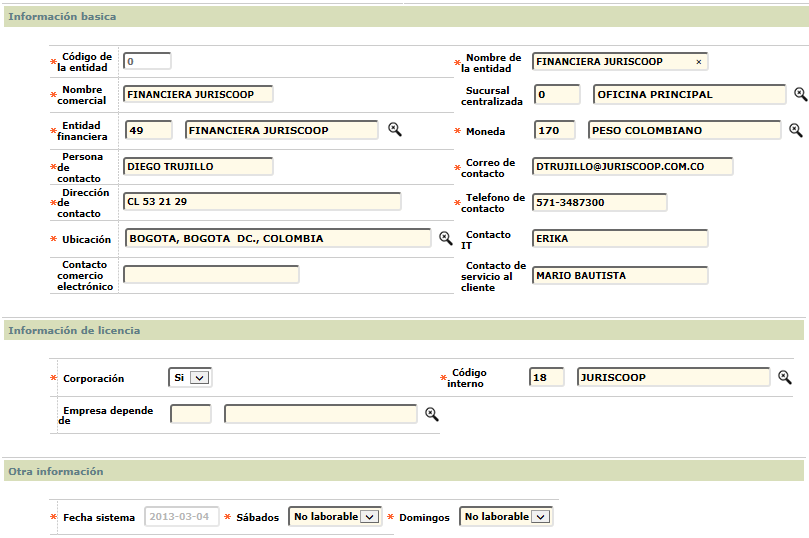 Información basica
* Código de la entidad 0 * Nombre de la entidad FINANCIERA JURISCOOP ×
* Nombre comercial FINANCIERA JURISCOOP Sucursal centralizada 0 OFICINA PRINCIPAL
* Entidad financiera 49 FINANCIERA JURISCOOP * Moneda 170 PESO COLOMBIANO
* Persona de contacto DIEGO TRUJILLO * Correo de contacto DTRUJILLO@JURISCOOP.COM.CO
* Dirección de contacto CL 53 21 29 * Telefono de contacto 571-3487300
* Ubicación BOGOTA, BOGOTA DC., COLOMBIA Contacto IT ERIKA
Contacto comercio electrónico Contacto de servicio al cliente MARIO BAUTISTA
Información de licencia
* Corporación Si * Código interno 18 JURISCOOP
Empresa depende de
Otra información
* Fecha sistema 2013-03-04 * Sábados No laborable * Domingos No laborable